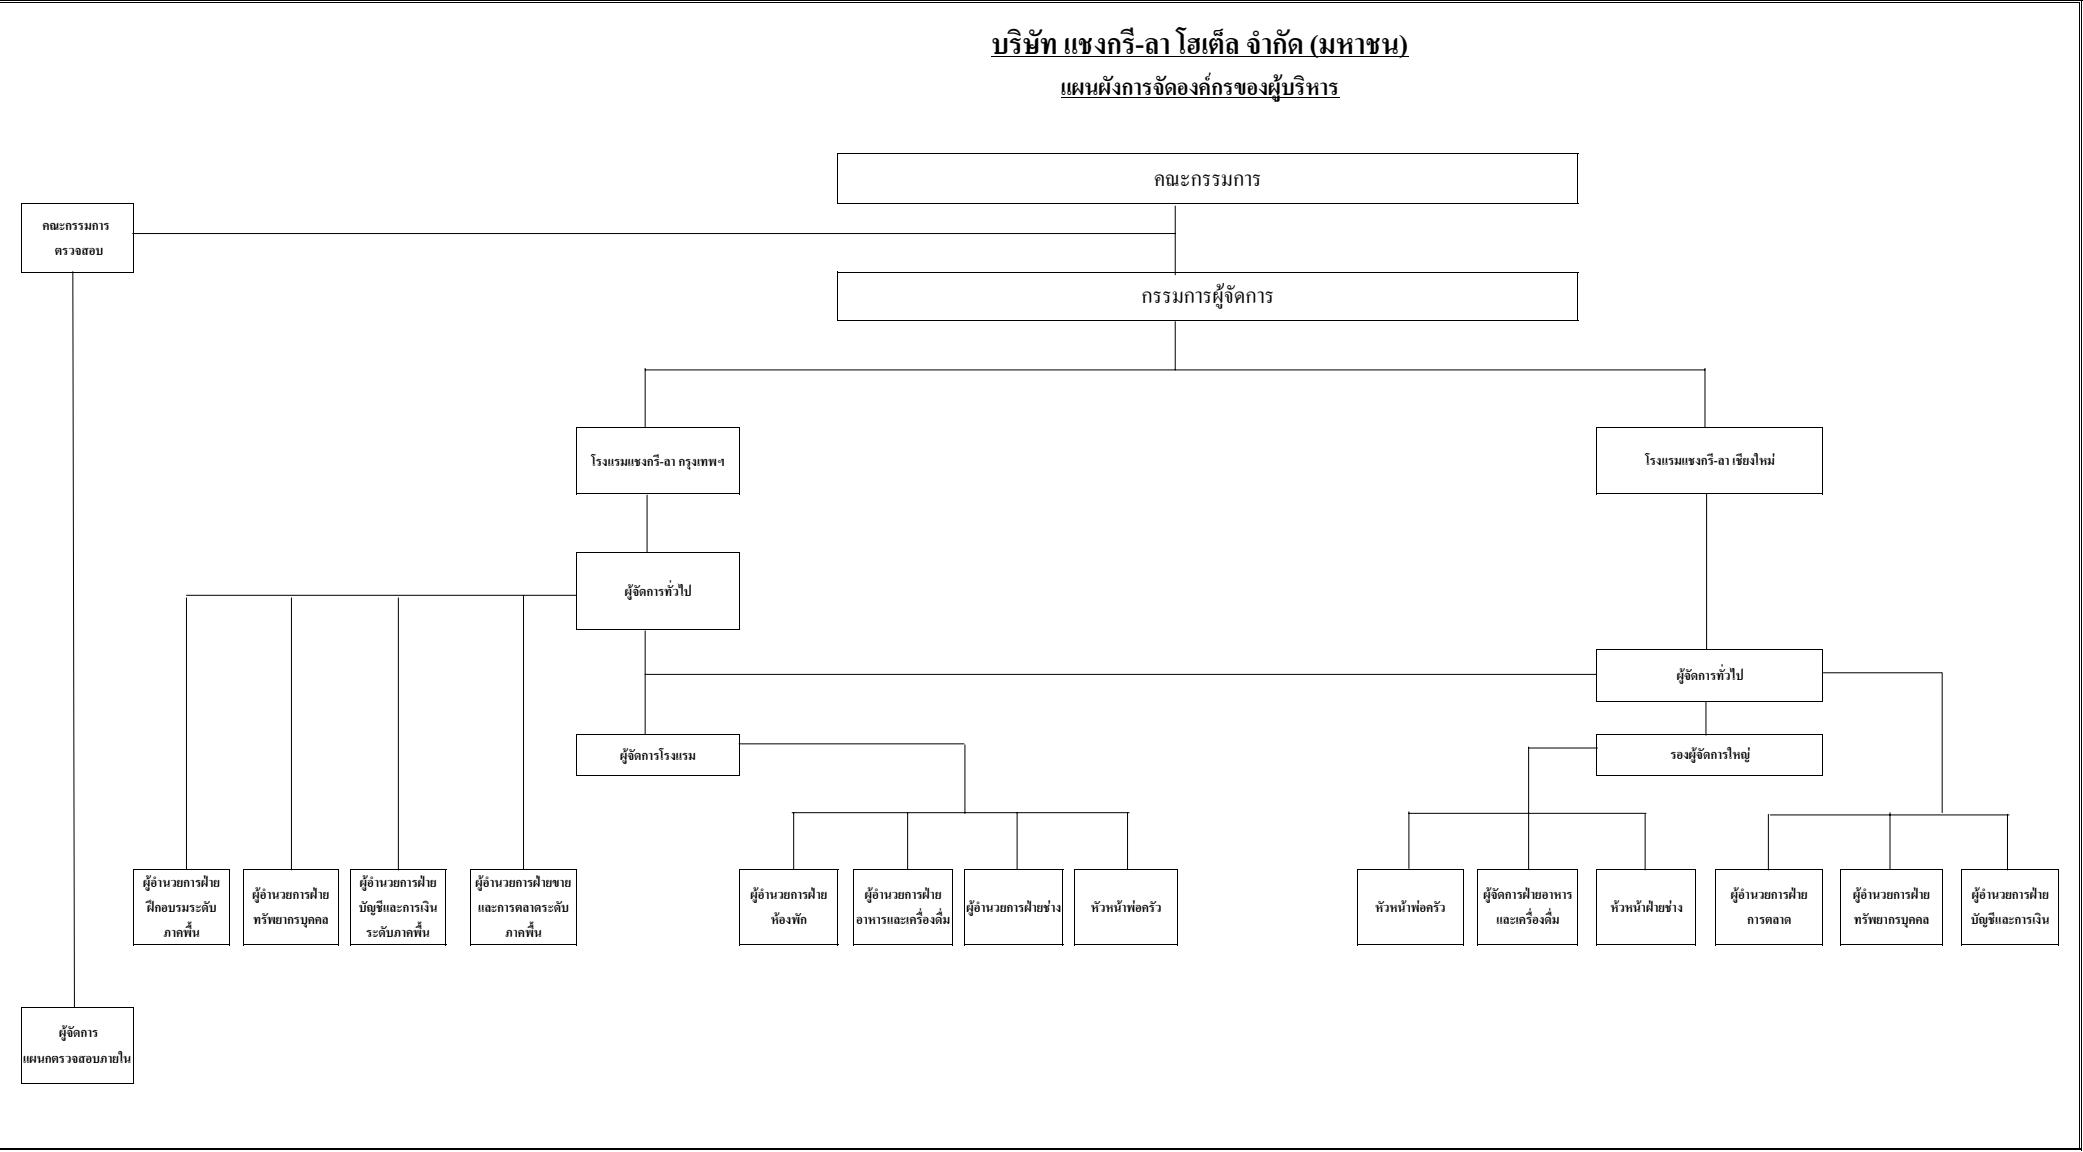 บริษัท แชงกรี-ลา โฮเต็ล จำกัด (มหาชน)
แผนผังการจัดองค์กรของผู้บริหาร
คณะกรรมการ
คณะกรรมการ
ตรวจสอบ
กรรมการผู้จัดการ
โรงแรมแชงกรี-ลา กรุงเทพฯ
โรงแรมแชงกรี-ลา เชียงใหม่
ผู้จัดการทั่วไป
ผู้จัดการทั่วไป
ผู้จัดการโรงแรม
รองผู้จัดการใหญ่
ผู้อำนวยการฝ่าย
ฝึกอบรมระดับ
ภาคพื้น
ผู้อำนวยการฝ่าย
ทรัพยากรบุคคล
ผู้อำนวยการฝ่าย
บัญชีและการเงิน
ระดับภาคพื้น
ผู้อำนวยการฝ่ายขาย
และการตลาดระดับ
ภาคพื้น
ผู้อำนวยการฝ่าย
ห้องพัก
ผู้อำนวยการฝ่าย
อาหารและเครื่องดื่ม
ผู้อำนวยการฝ่ายช่าง
หัวหน้าพ่อครัว
หัวหน้าพ่อครัว
ผู้จัดการฝ่ายอาหาร
และเครื่องดื่ม
หัวหน้าฝ่ายช่าง
ผู้อำนวยการฝ่าย
การตลาด
ผู้อำนวยการฝ่าย
ทรัพยากรบุคคล
ผู้อำนวยการฝ่าย
บัญชีและการเงิน
ผู้จัดการ
แผนกตรวจสอบภายใน